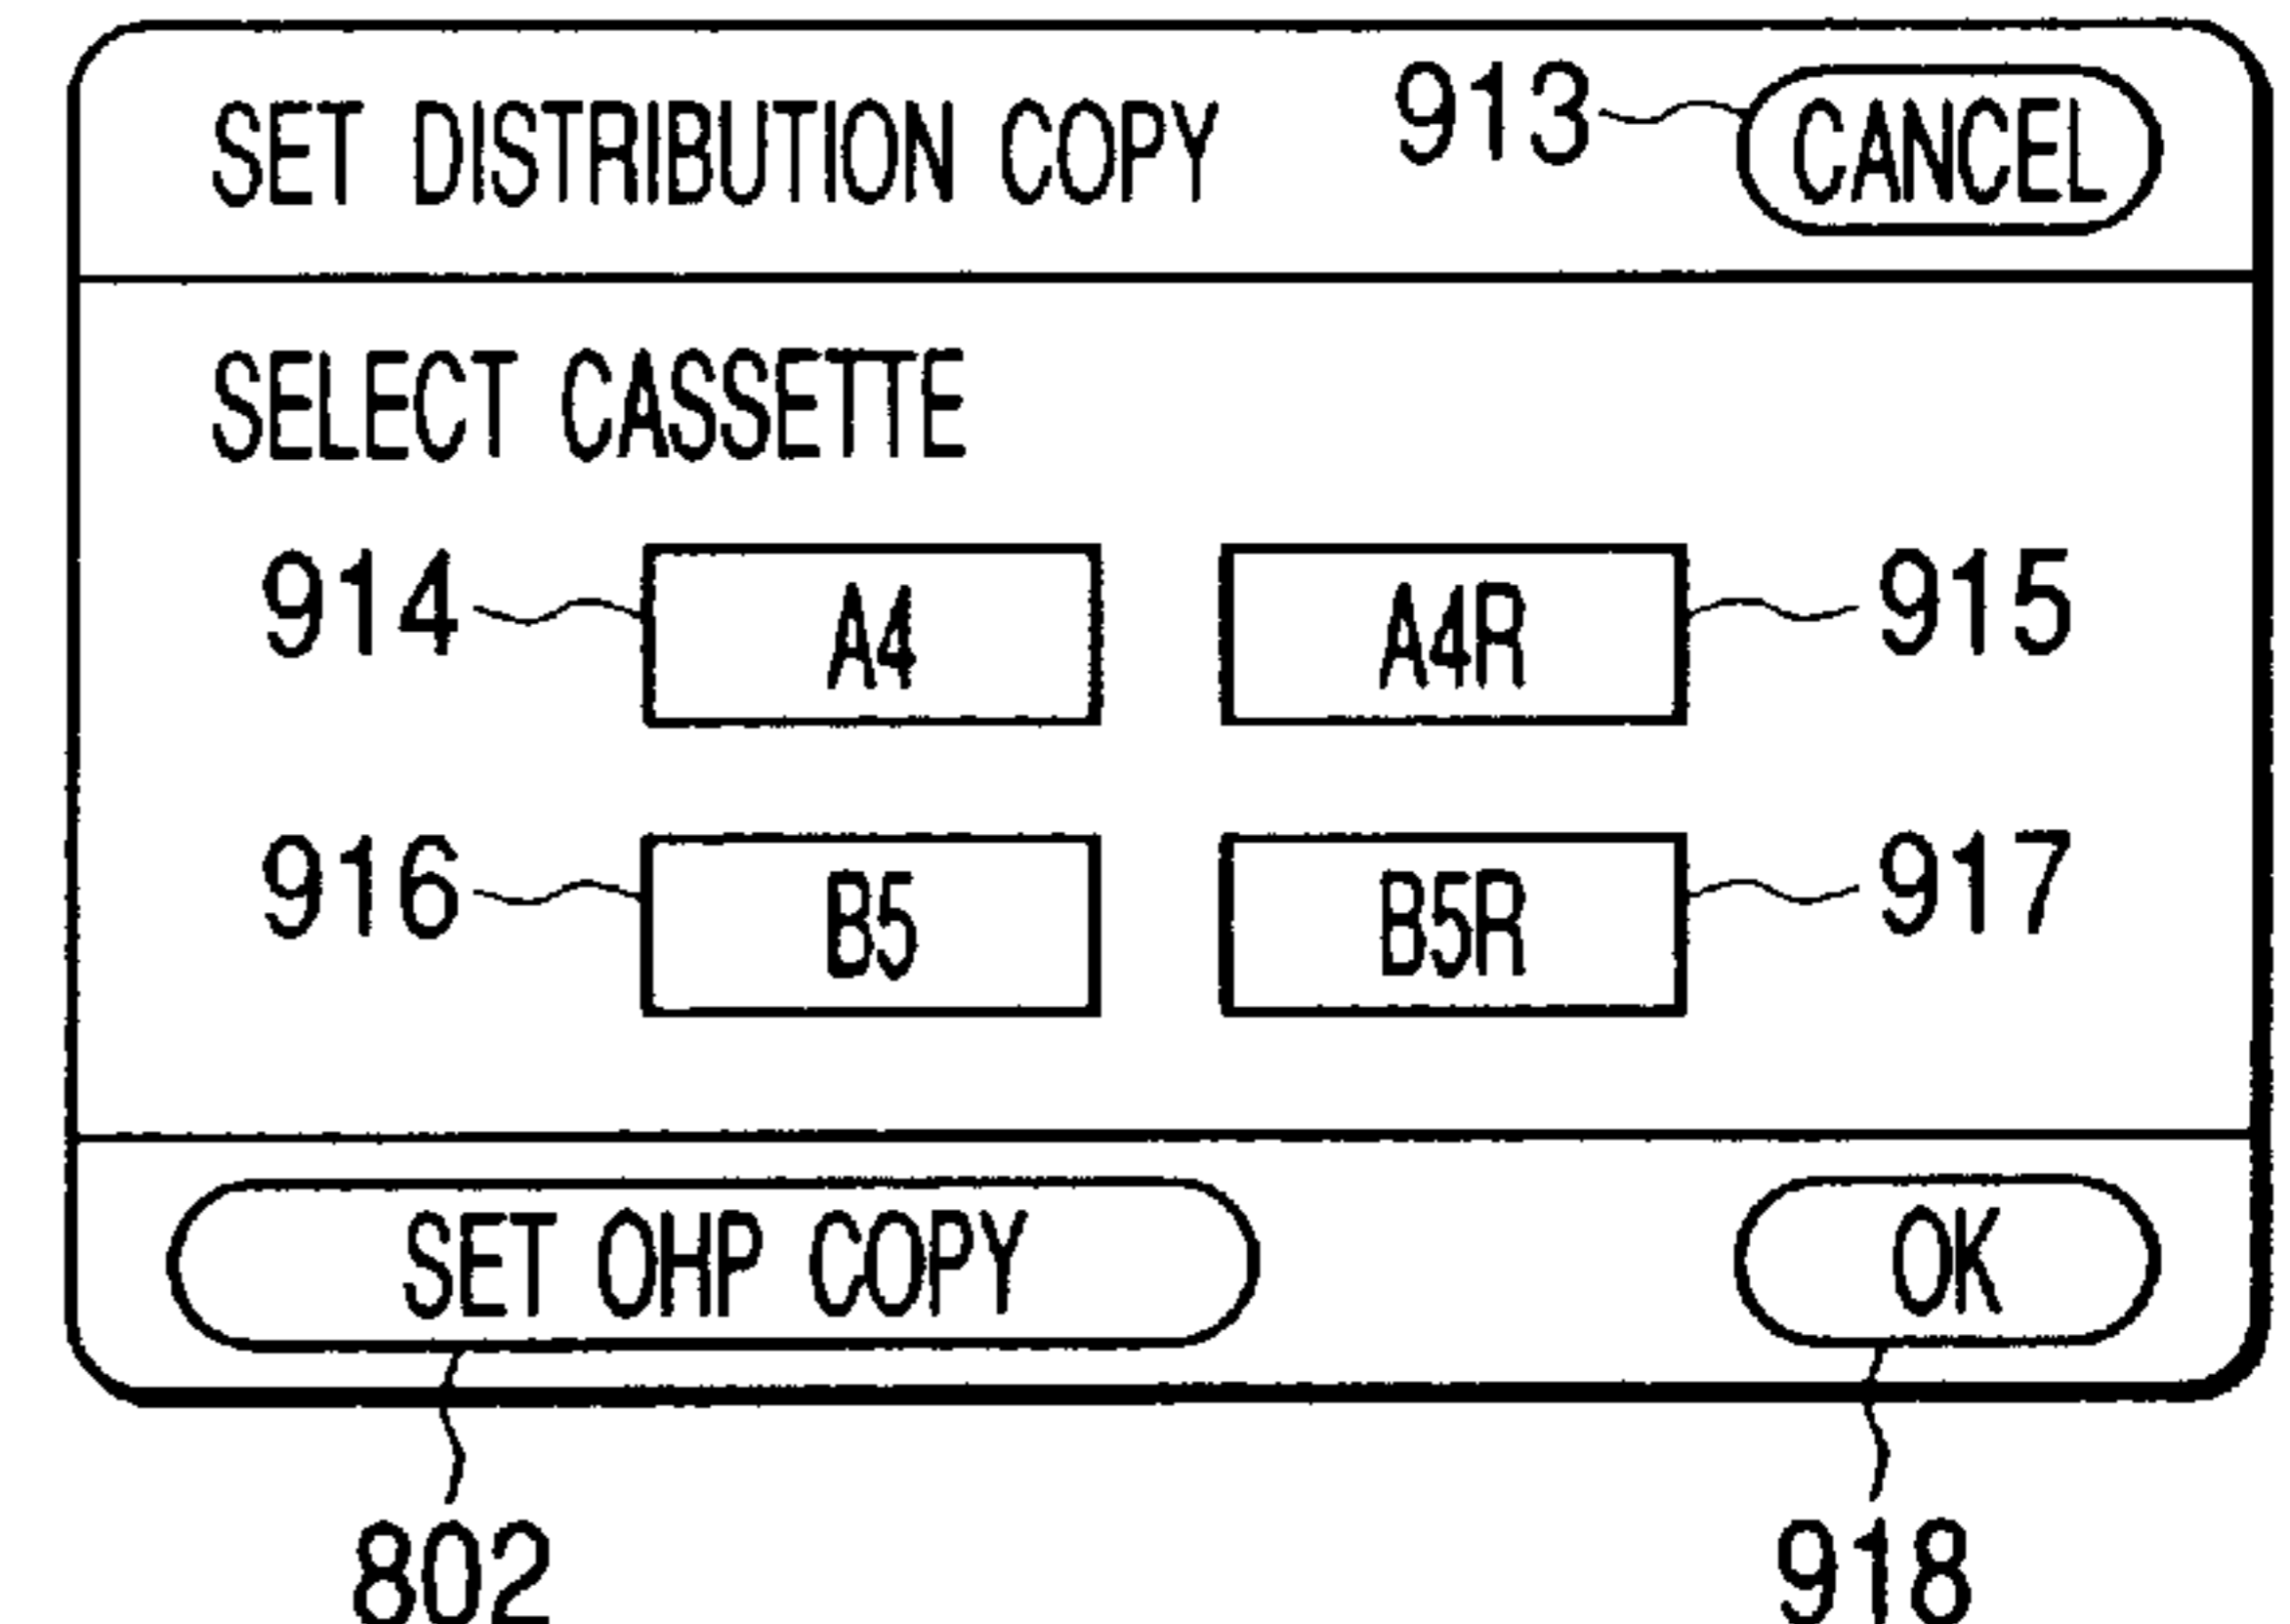 SET DISTRIBUTION COPY 913 CANCEL
SELECT CASSETTE
914 A4 A4R 915
916 B5 B5R 917
SET OHP COPY OK
802 918